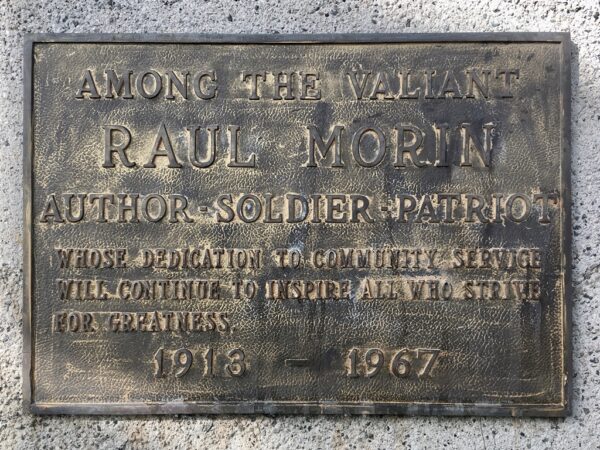 AMONG THE VALIANT
RAUL MORIN
AUTHOR-SOLDIER-PATRIOT
WHOSE DEDICATION TO COMMUNITY SERVICE
WILL CONTINUE TO INSPIRE ALL WHO STRIVE
FOR GREATNESS.
1913 - 1967